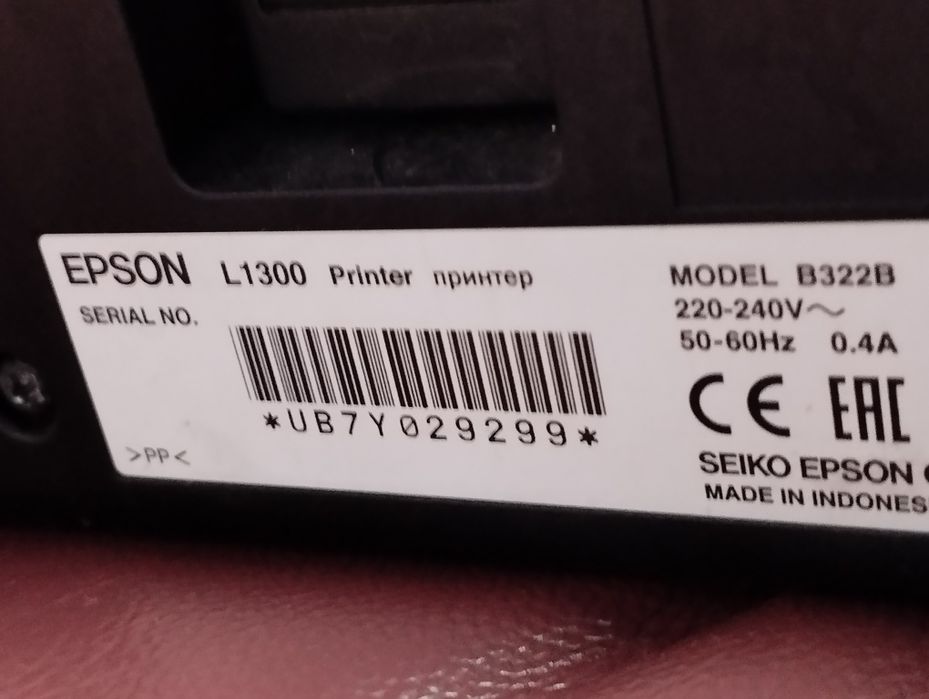 EPSON L1300 Printer принтер
SERIAL NO.
*UB7Y029299*
>PP<
MODEL B322B
220-240V～
50-60Hz 0.4A
CE EAC
SEIKO EPSON
MADE IN INDONES